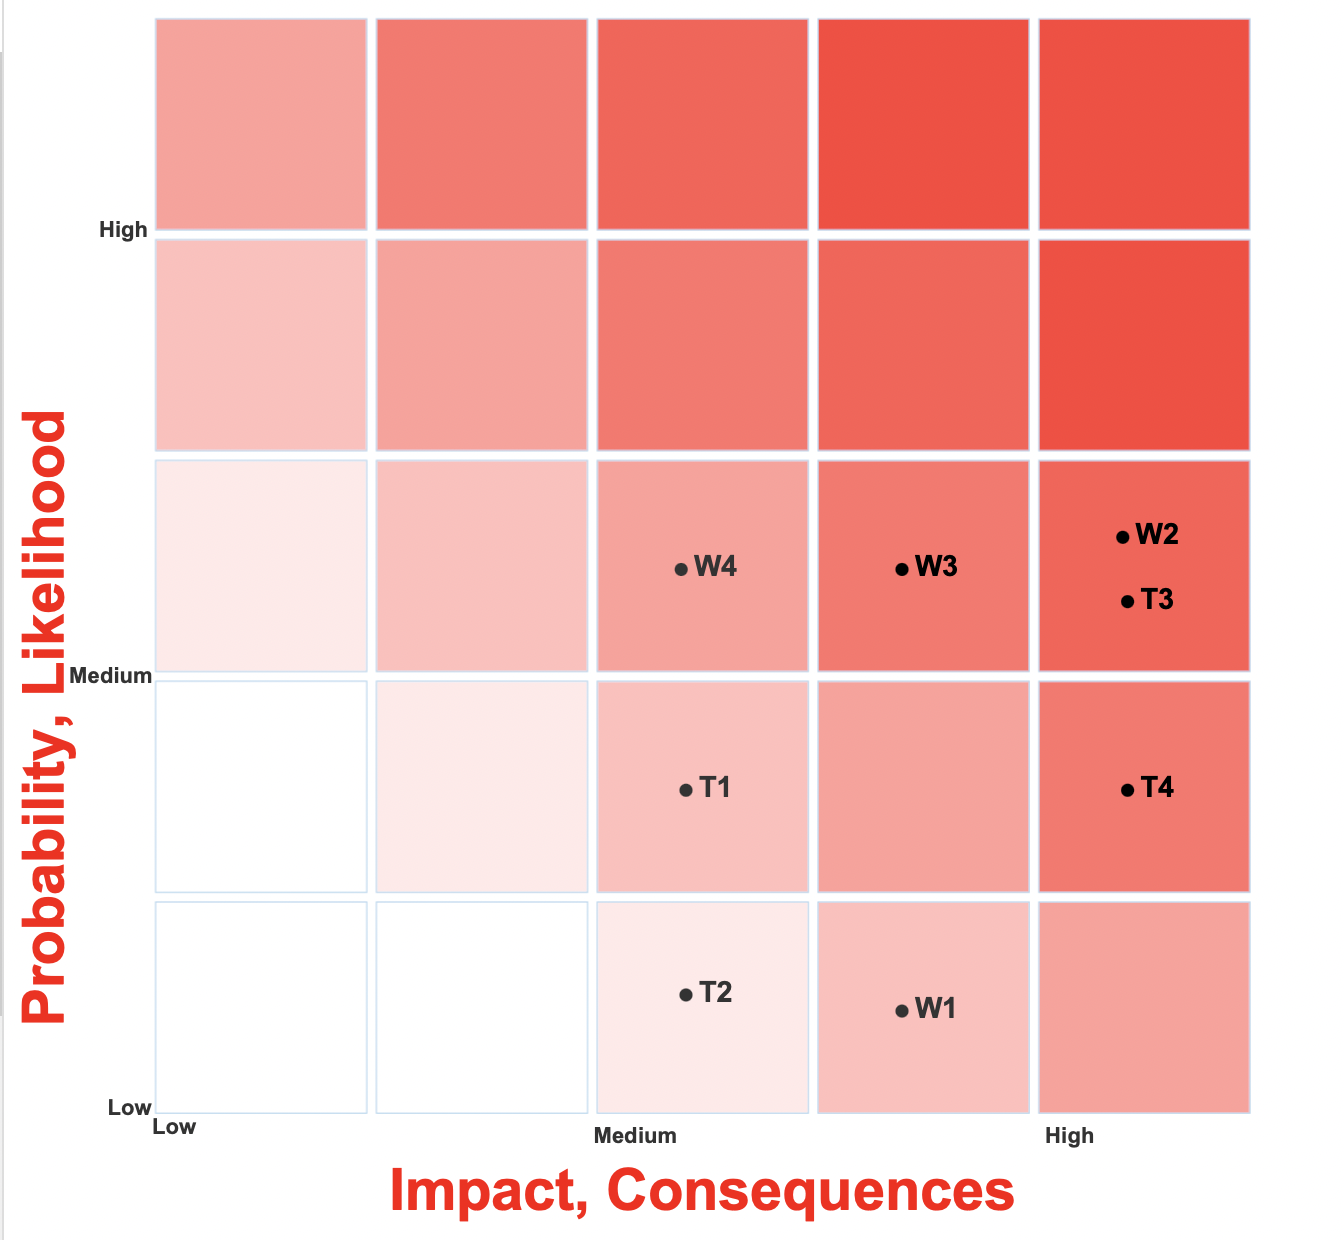 High
Probability, Likelihood
W2
W4
W3
T3
Medium
T1
T4
T2
W1
Low
Low
Medium
High
Impact, Consequences